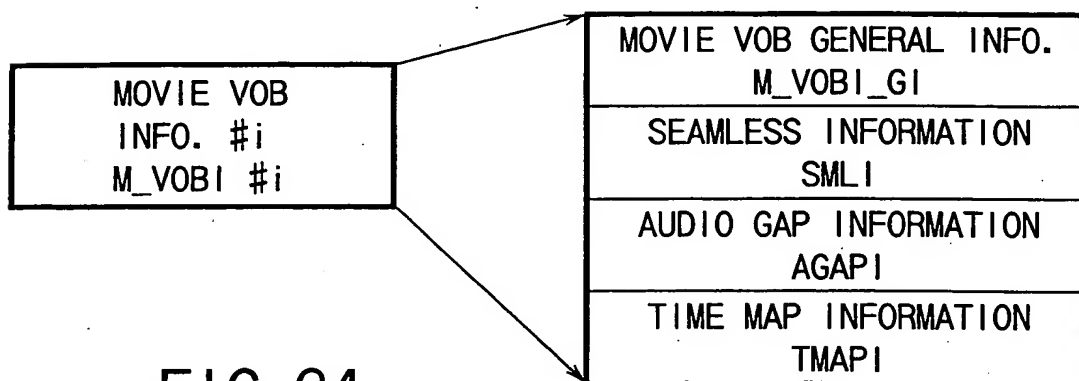 MOVIE VOB
INFO. #i
M_VOBI #i
MOVIE VOB GENERAL INFO.
M_VOBI_GI
SEAMLESS INFORMATION
SMLI
AUDIO GAP INFORMATION
AGAPI
TIME MAP INFORMATION
TMAPI